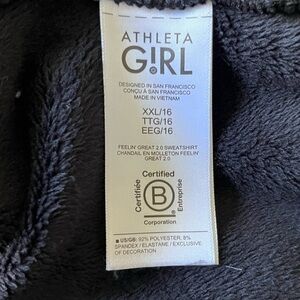 ATHLETA
GIRL
DESIGNED IN SAN FRANCISCO
CONÇU À SAN FRANCISCO
MADE IN VIETNAM
XXL/16
TTG/16
EEG/16
FEELIN' GREAT 2.0 SWEATSHIRT
CHANDAIL EN MOLLETON FEELIN'
GREAT 2.0
Certified
Certifiée
B
®
Entreprise
Corporation
■ US/GB: 92% POLYESTER, 8%
SPANDEX / ELASTANE / EXCLUSIVE
OF DECORATION